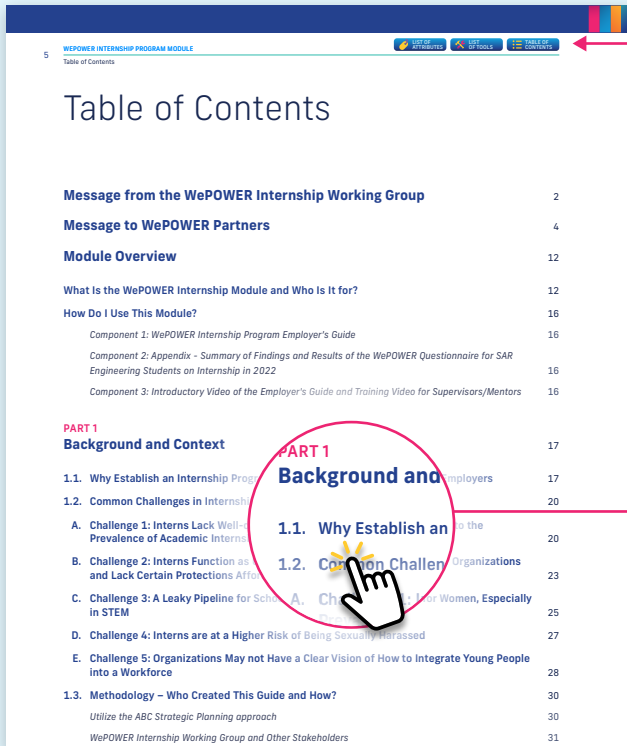 5
WEPOWER INTERNSHIP PROGRAM MODULE
Table of Contents
LIST OF ATTRIBUTES
LIST OF TOOLS
TABLE OF CONTENTS
Table of Contents
Message from the WePOWER Internship Working Group 2
Message to WePOWER Partners 4
Module Overview 12
What Is the WePOWER Internship Module and Who Is It for? 12
How Do I Use This Module? 16
Component 1: WePOWER Internship Program Employer's Guide 16
Component 2: Appendix - Summary of Findings and Results of the WePOWER Questionnaire for SAR
Engineering Students on Internship in 2022 16
Component 3: Introductory Video of the Employer's Guide and Training Video for Supervisors/Mentors 16
PART 1
Background and Context 17
1.1. Why Establish an Internship 17
1.2. Common Challenges in 20
A. Challenge 1: Interns Lack to the
Prevalence of Academic 20
B. Challenge 2: Interns Function as Organizations
and Lack Certain Protections 23
C. Challenge 3: A Leaky Pipeline for Women, Especially
in STEM 25
D. Challenge 4: Interns are at a Higher Risk of Being Sexually Harassed 27
E. Challenge 5: Organizations May not Have a Clear Vision of How to Integrate Young People
into a Workforce 28
1.3. Methodology – Who Created This Guide and How? 30
Utilize the ABC Strategic Planning approach 30
WePOWER Internship Working Group and Other Stakeholders 31
PART 1
Background and
1.1. Why Establish an
1.2. Common Challen
A.